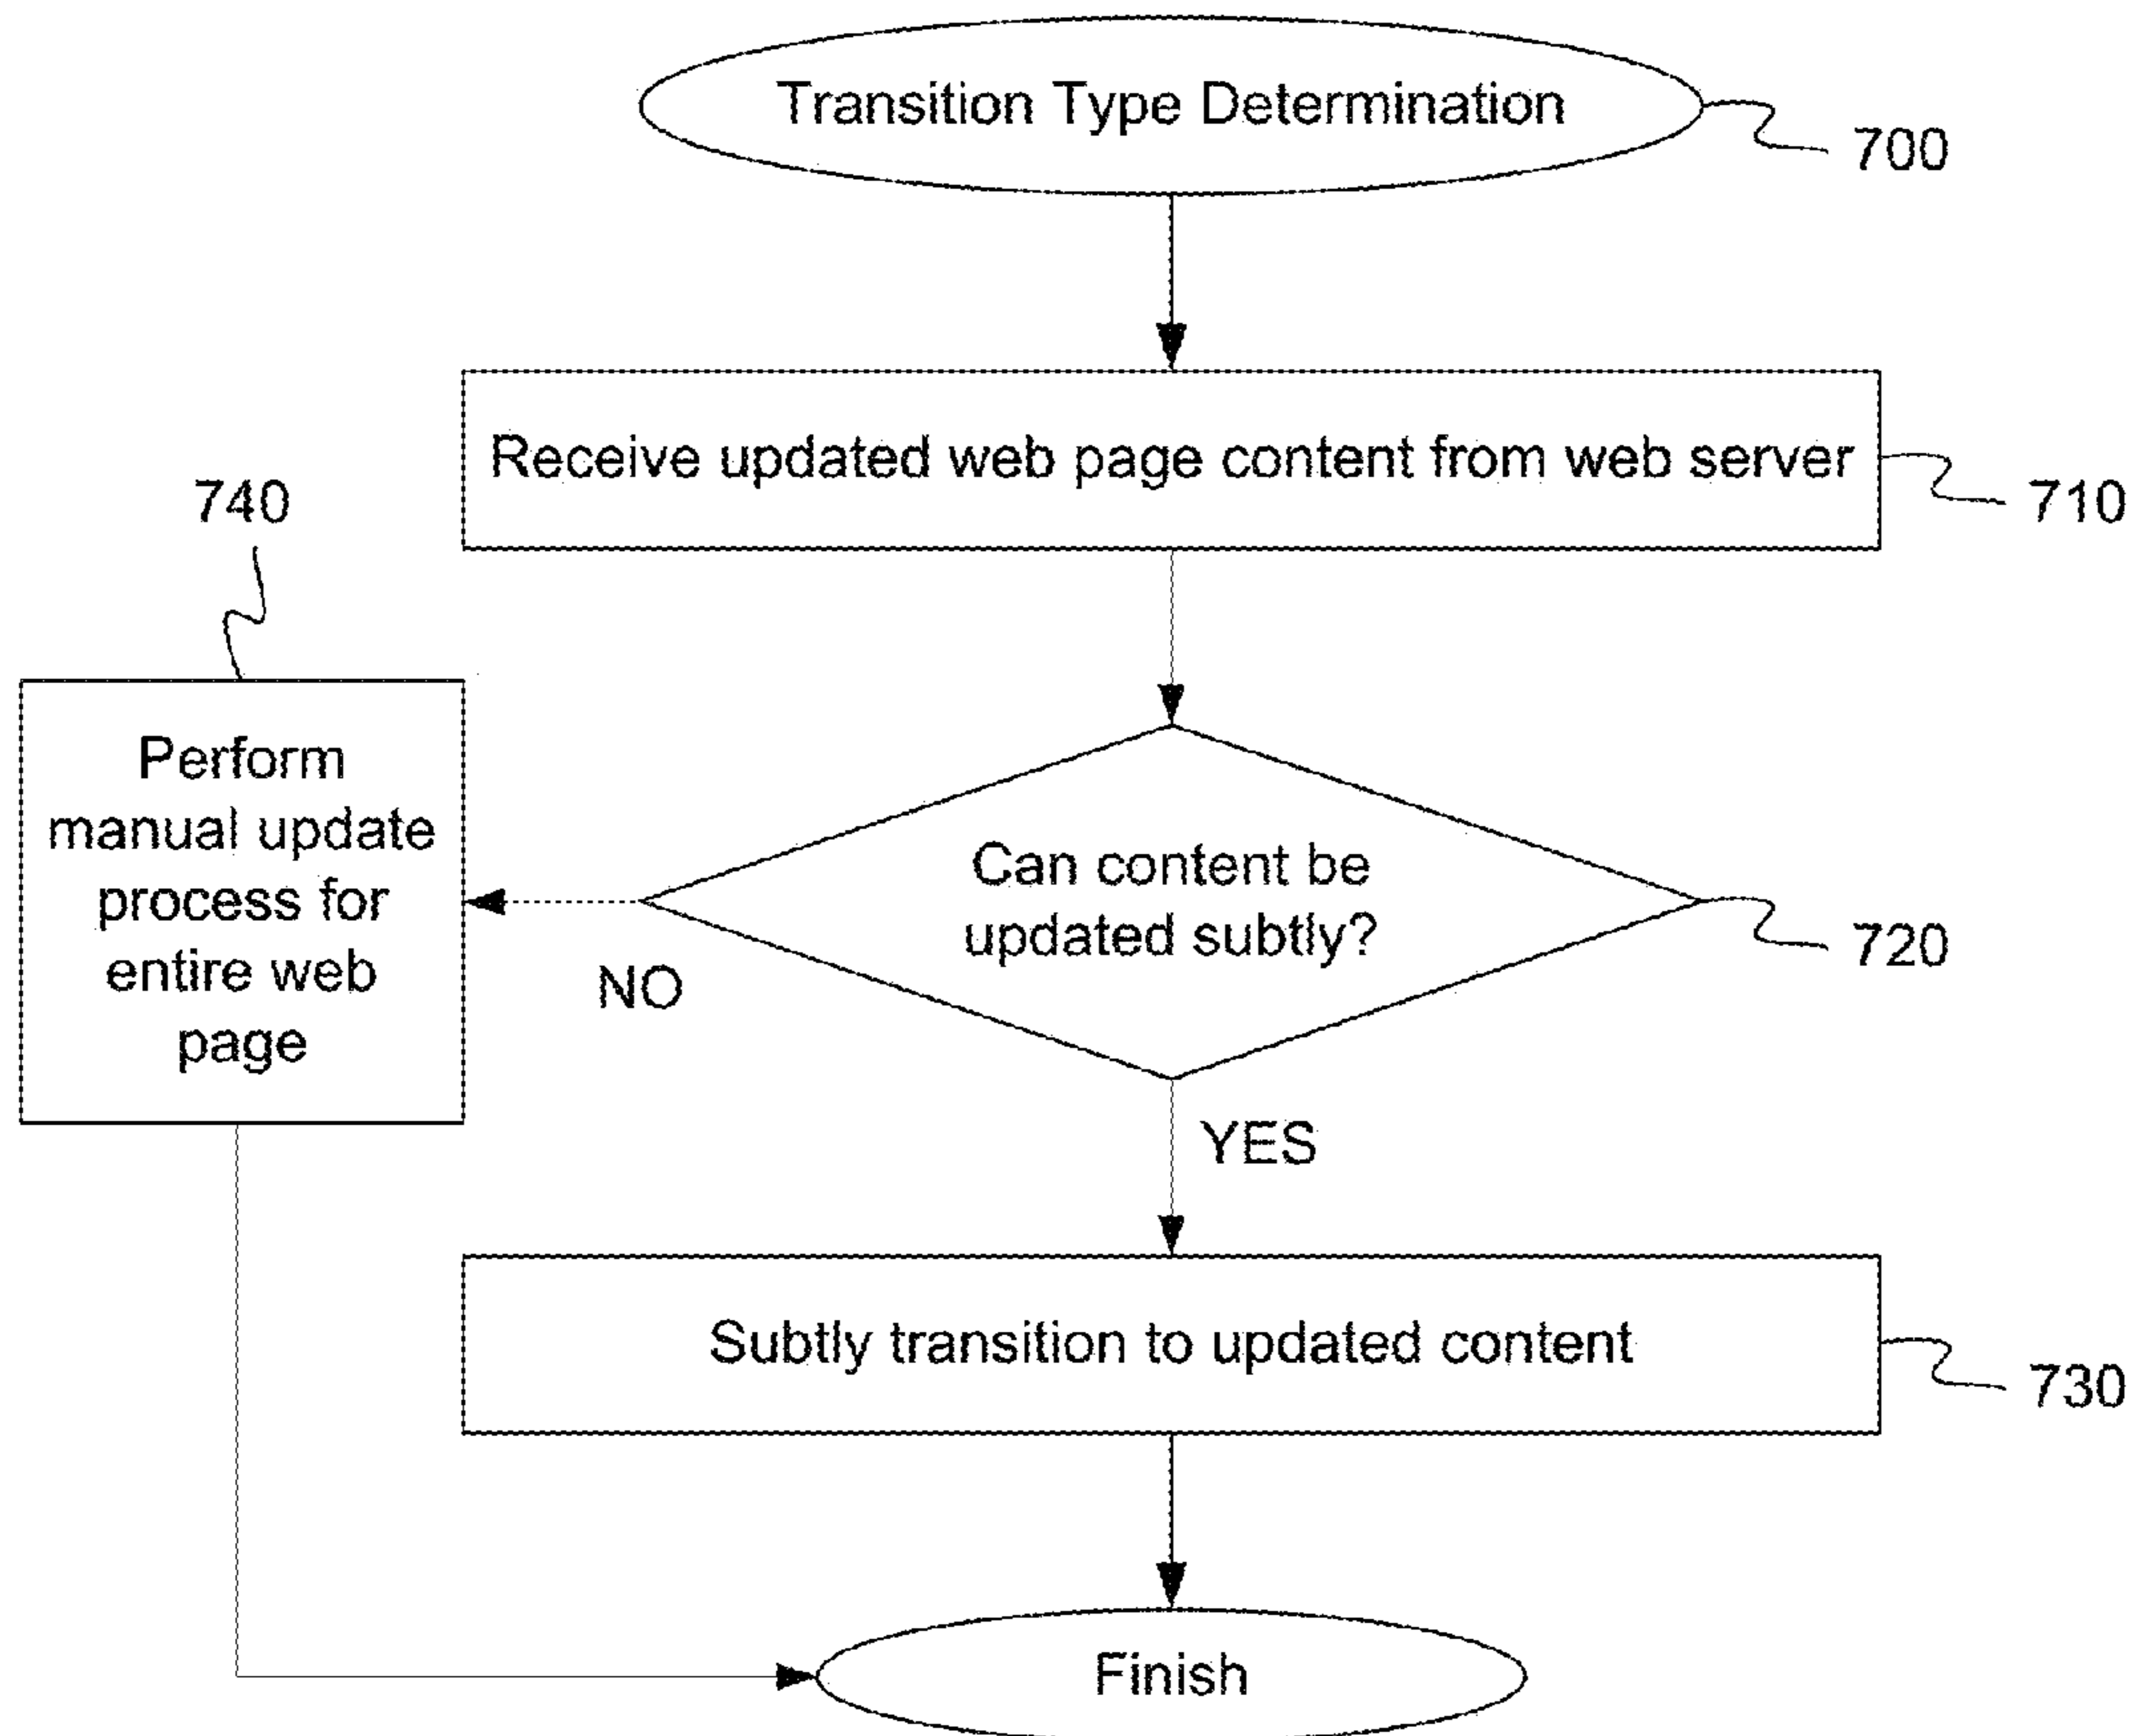 Transition Type Determination
700
Receive updated web page content from web server
710
740
Perform
manual update
process for
entire web
page
Can content be
updated subtly?
720
NO
YES
Subtly transition to updated content
730
Finish